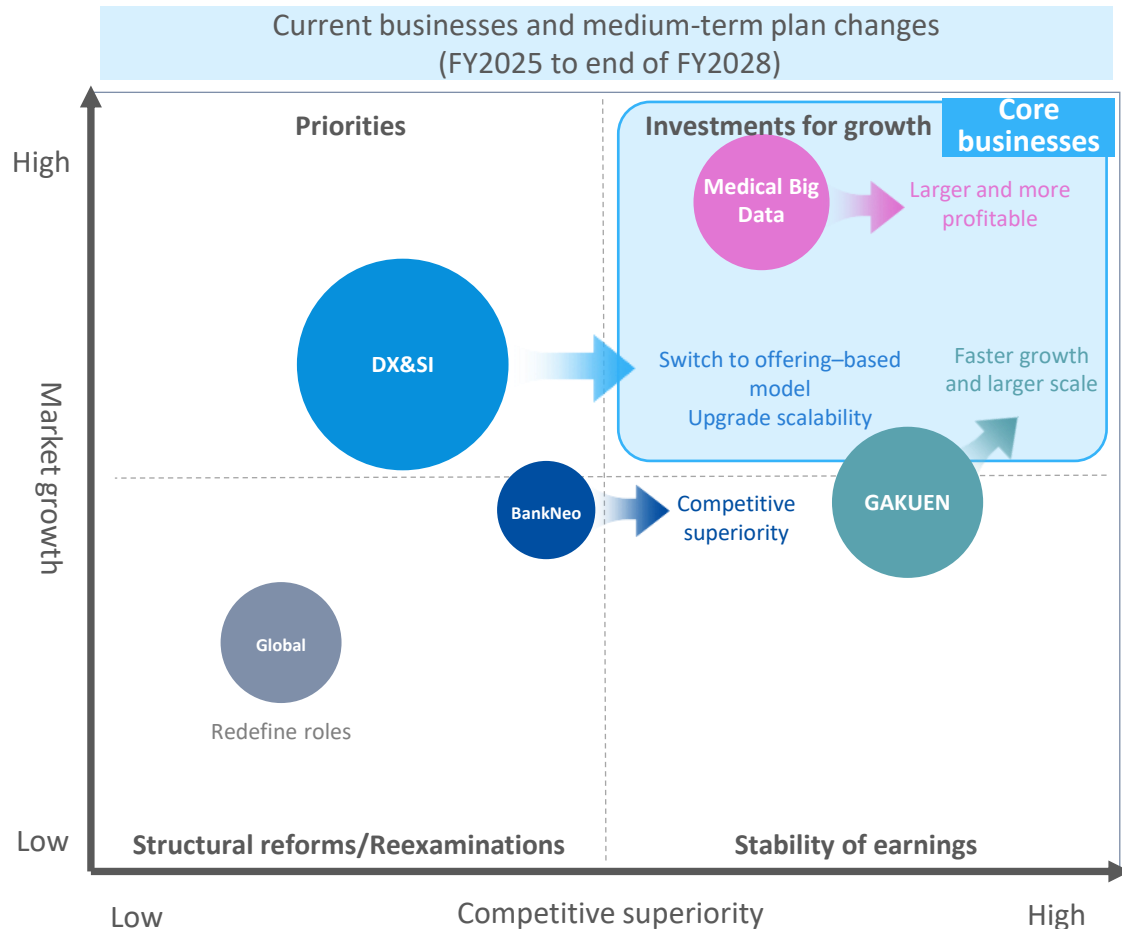 Current businesses and medium-term plan changes
(FY2025 to end of FY2028)
Priorities
Investments for growth
Core
businesses
High
Medical Big
Data
Larger and more
profitable
DX&SI
Switch to offering–based
model
Upgrade scalability
Faster growth
and larger scale
Market growth
BankNeo
Competitive
superiority
GAKUEN
Global
Redefine roles
Low
Structural reforms/Reexaminations
Stability of earnings
Low
Competitive superiority
High